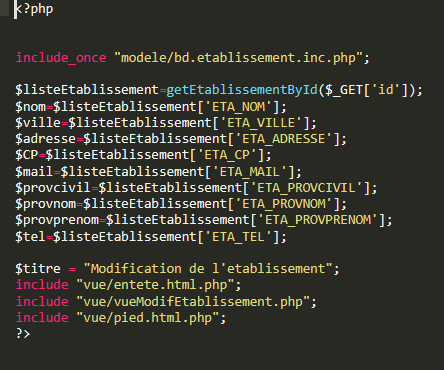 <?php
include_once "modele/bd.etablissement.inc.php";
$listeEtablissement=getEtablissementById($_GET['id']);
$nom=$listeEtablissement['ETA_NOM'];
$ville=$listeEtablissement['ETA_VILLE'];
$adresse=$listeEtablissement['ETA_ADRESSE'];
$CP=$listeEtablissement['ETA_CP'];
$mail=$listeEtablissement['ETA_MAIL'];
$provcivil=$listeEtablissement['ETA_PROVCIVIL'];
$provnom=$listeEtablissement['ETA_PROVNOM'];
$provprenom=$listeEtablissement['ETA_PROVPRENOM'];
$tel=$listeEtablissement['ETA_TEL'];
$titre = "Modification de l'etablissement";
include "vue/entete.html.php";
include "vue/vueModifEtablissement.php";
include "vue/pied.html.php";
?>